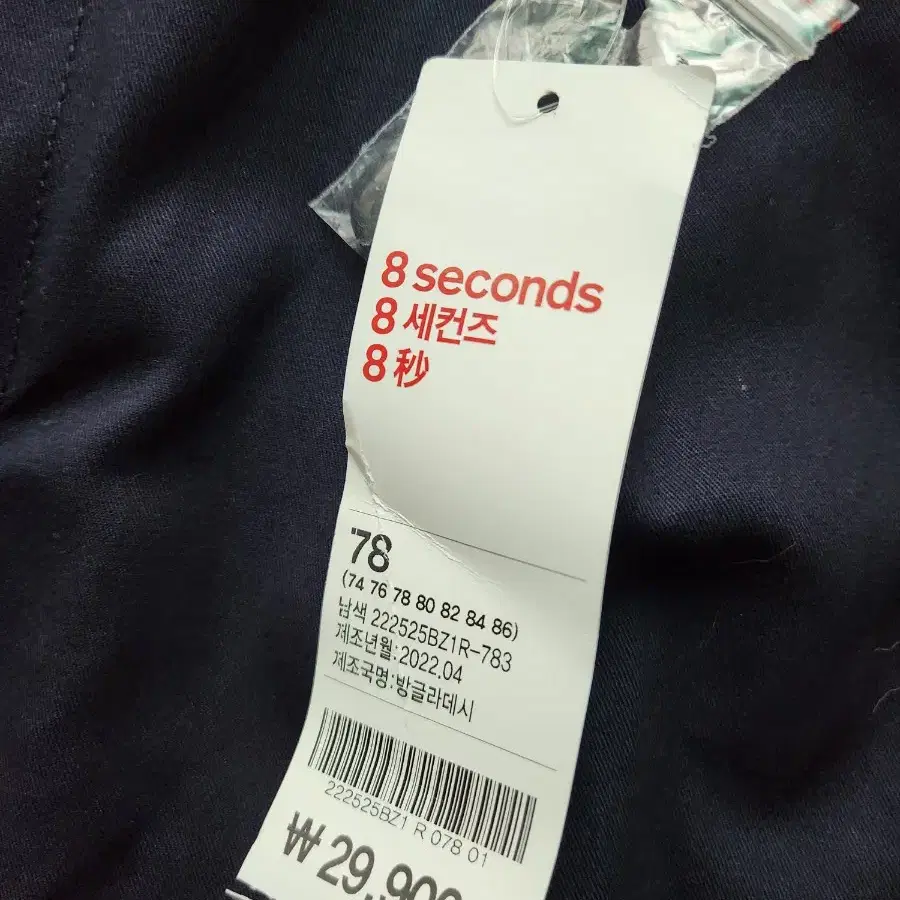 8 seconds
8 세컨즈
8 秒
78
(74 76 78 80 82 84 86)
남색 222525BZ1R-783
제조년월:2022.04
제조국명:방글라데시
222525BZ1 R 078 01
₩29,900